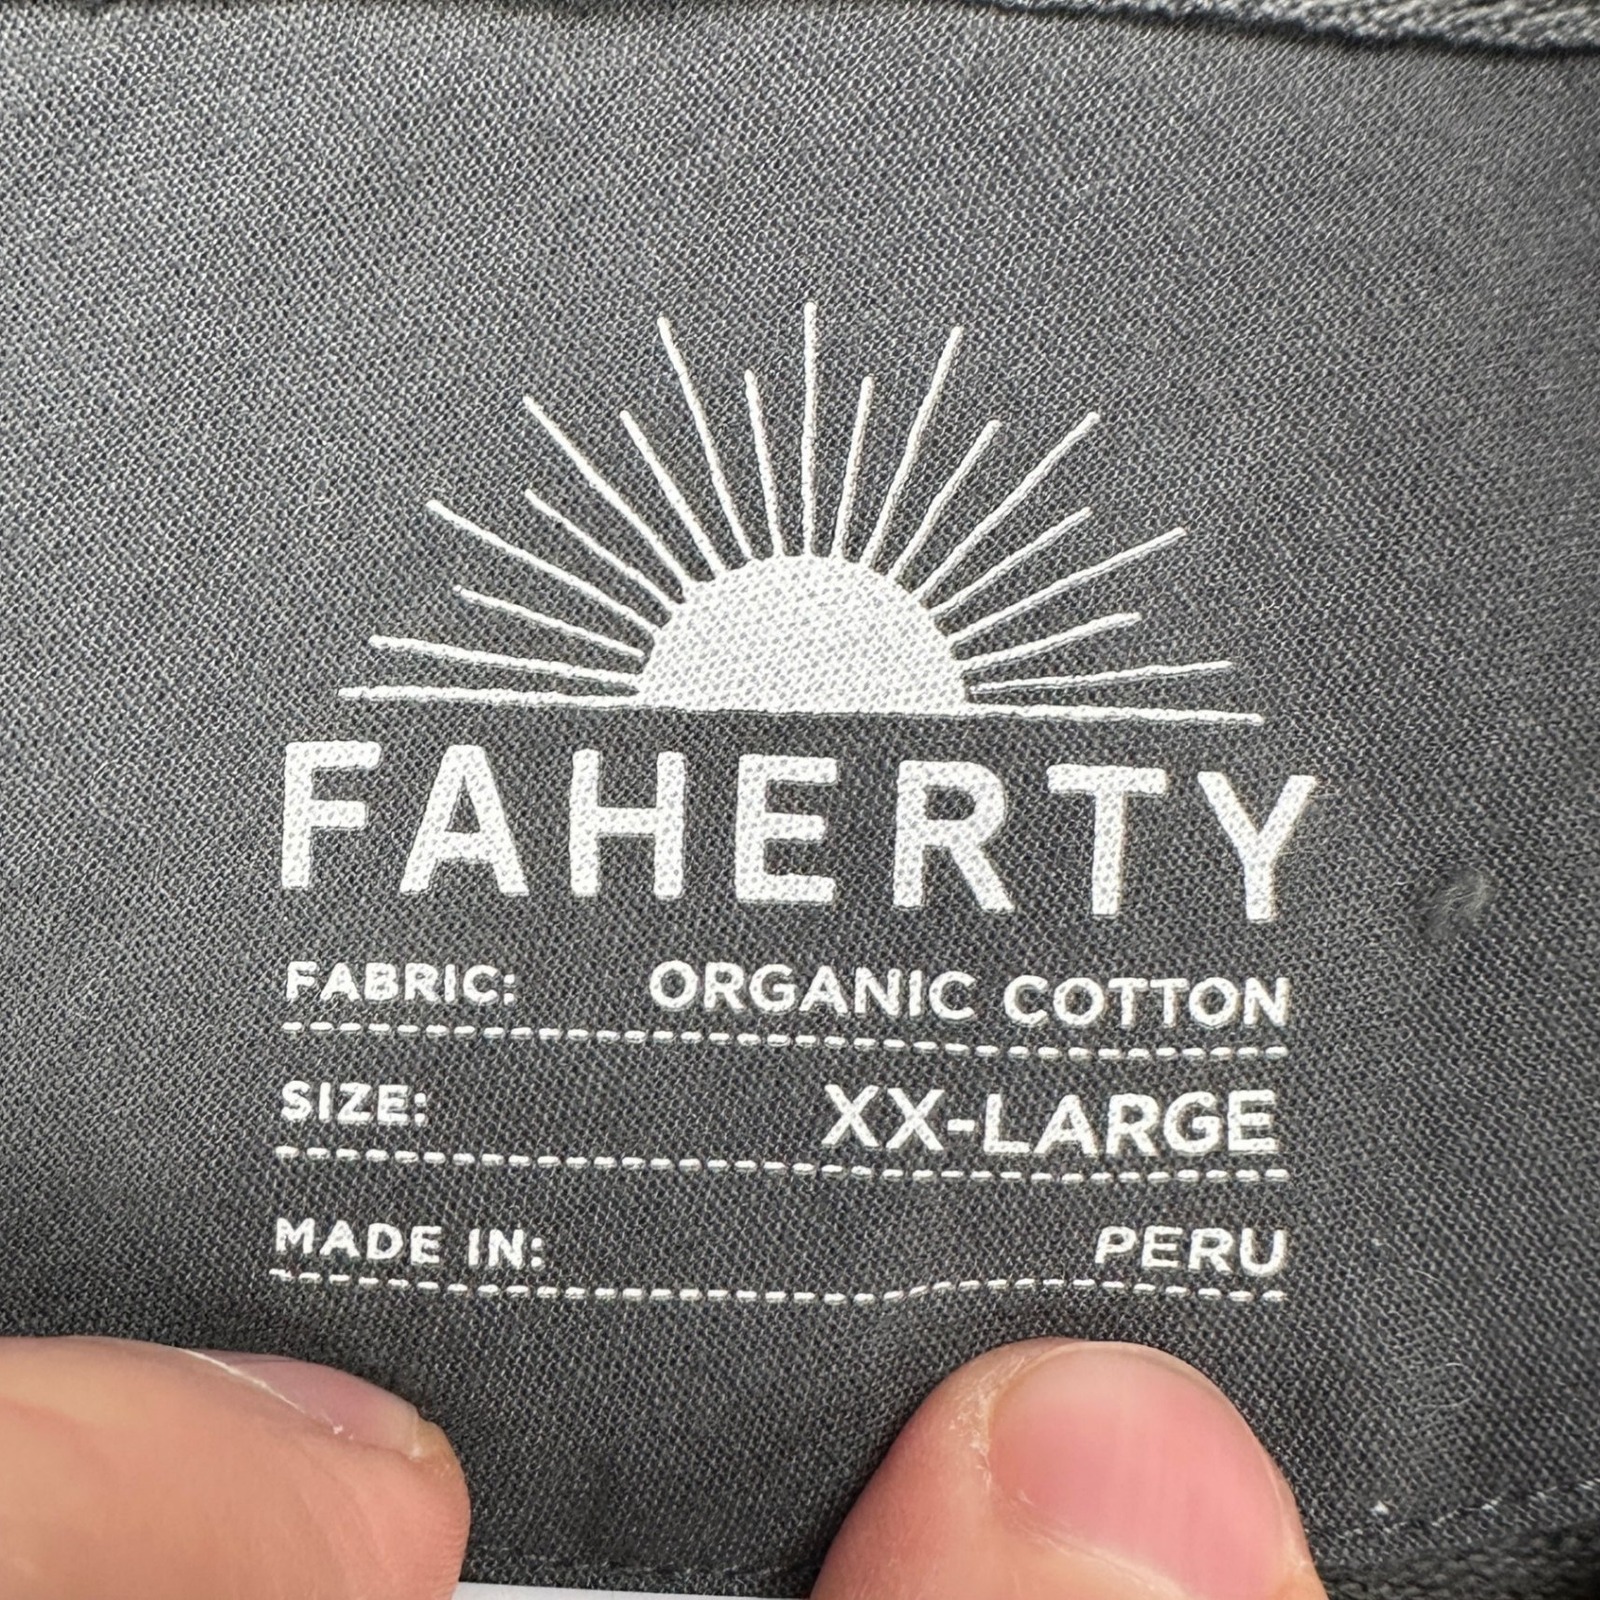 FAHERTY
FABRIC: ORGANIC COTTON
SIZE: XX-LARGE
MADE IN: PERU